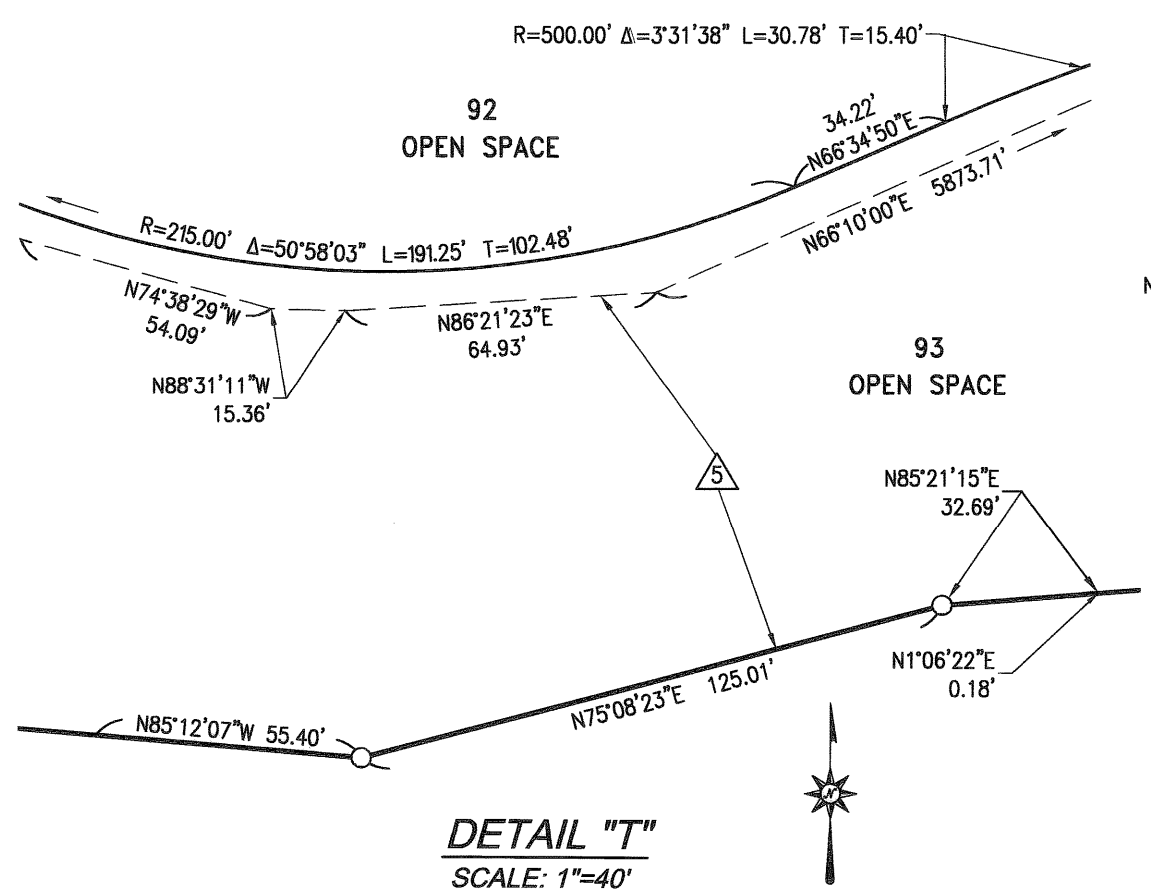 R=500.00' Δ=3°31'38" L=30.78' T=15.40'
92
OPEN SPACE
34.22'
N66°34'50"E
N66°10'00"E 5873.71'
R=215.00' Δ=50°58'03" L=191.25' T=102.48'
N74°38'29"W
54.09'
N86°21'23"E
64.93'
N
93
OPEN SPACE
N88°31'11"W
15.36'
5
N85°21'15"E
32.69'
N1°06'22"E
0.18'
N75°08'23"E 125.01'
N85°12'07"W 55.40'
N
DETAIL "T"
SCALE: 1"=40'